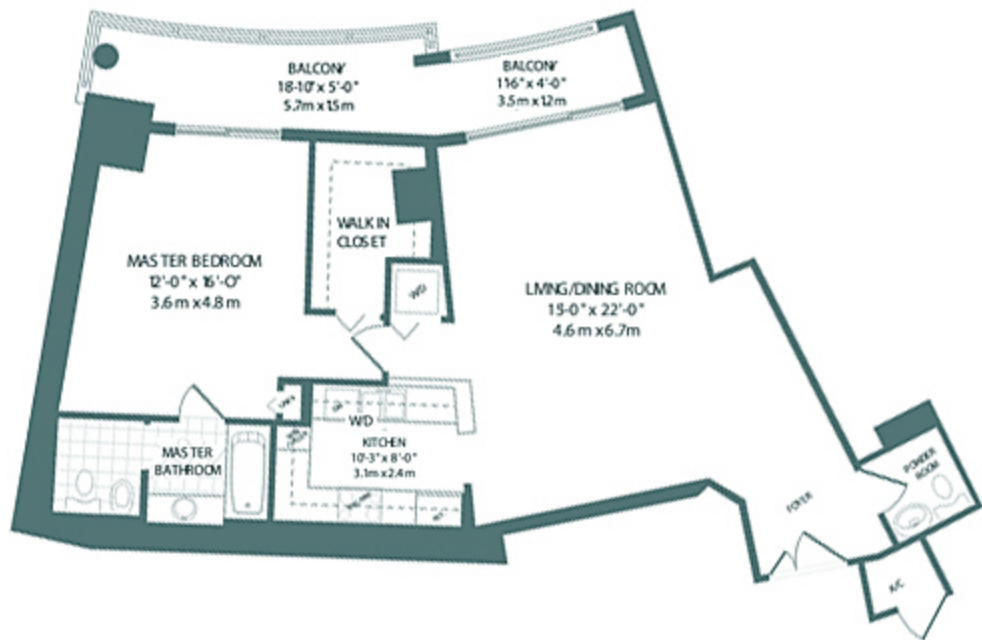 BALCONY
18-10" x 5'-0"
5.7m x 1.5m
BALCONY
11'6" x 4'-0"
3.5m x 1.2m
WALK IN
CLOSET
MASTER BEDROOM
12'-0" x 16'-0"
3.6 m x 4.8 m
WD
LIVING/DINING ROOM
15-0" x 22'-0"
4.6 m x 6.7m
WD
KITCHEN
10'-3" x 8'-0"
3.1m x 2.4m
MASTER
BATHROOM
POWDER
ROOM
FOYER
A/C